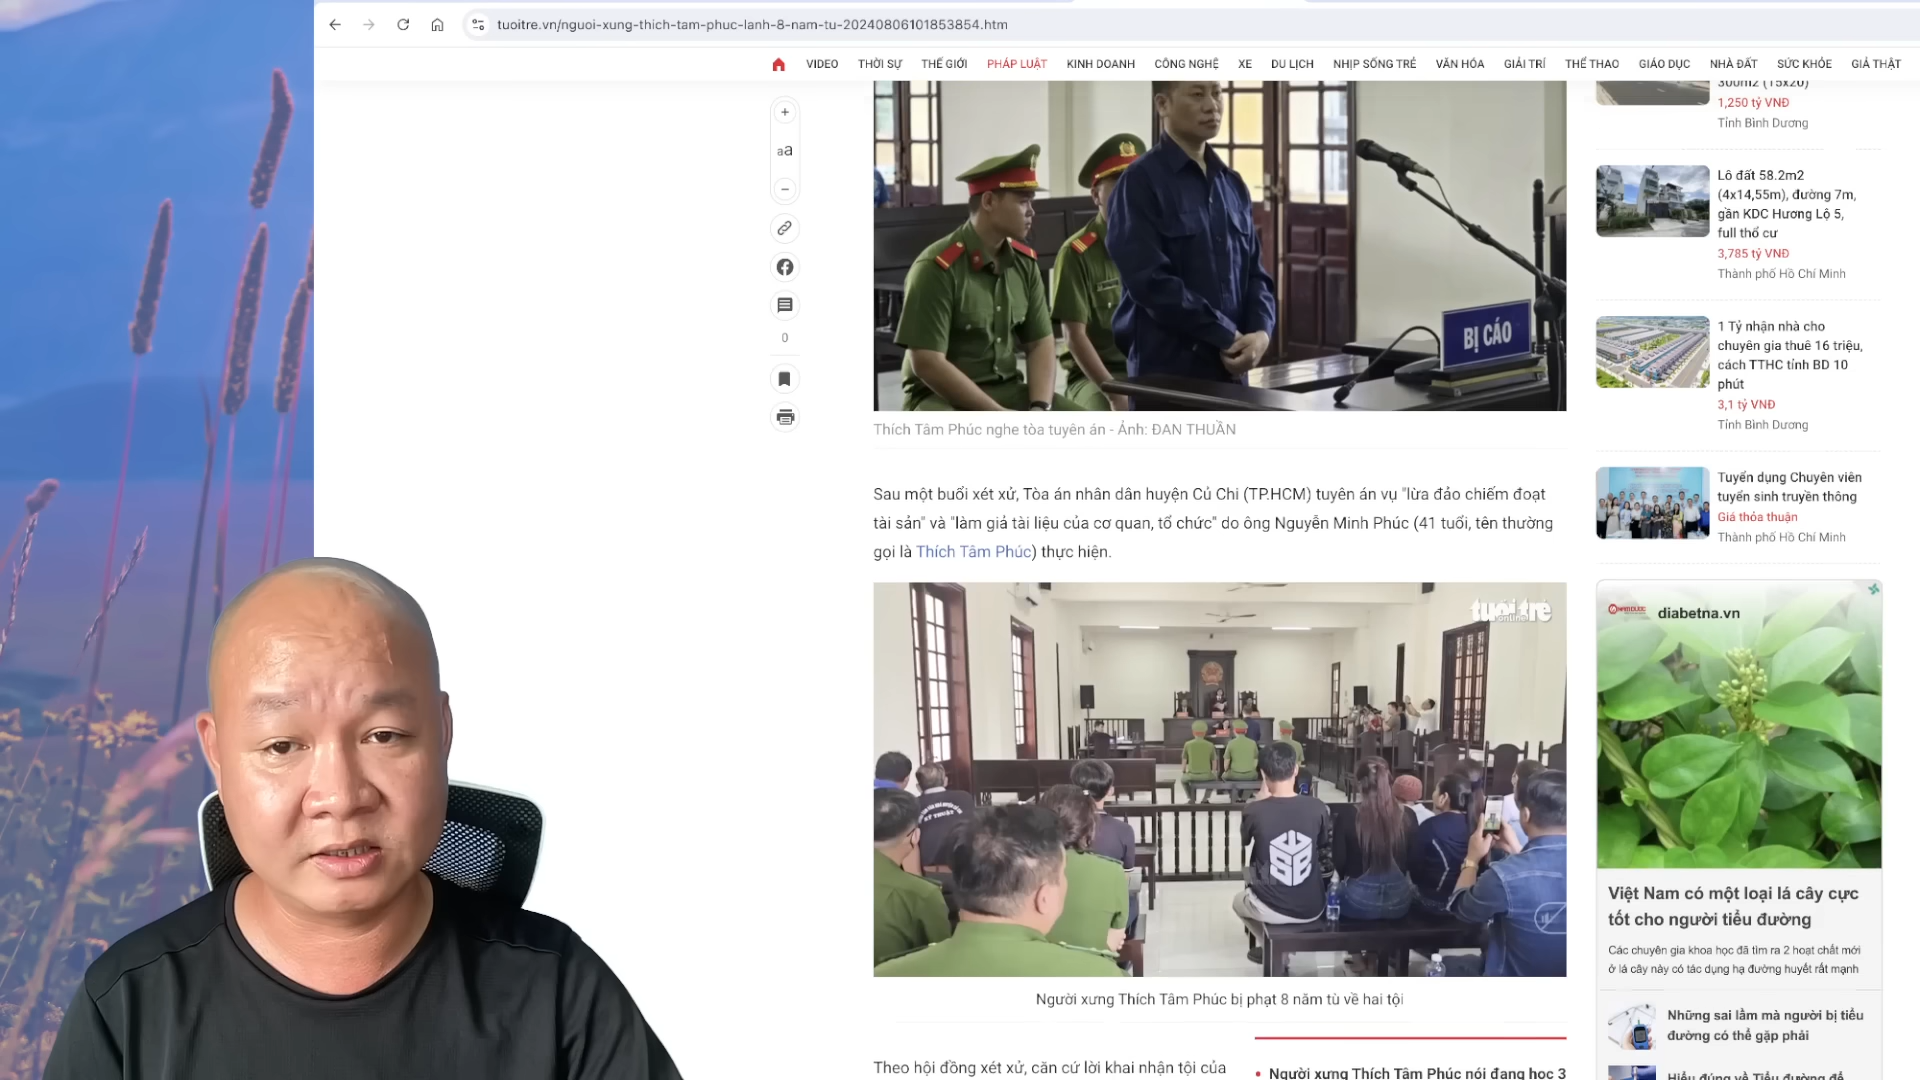 tuoitre.vn/nguoi-xung-thich-tam-phuc-lanh-8-nam-tu-20240806101853854.htm
VIDEO THỜI SỰ THẾ GIỚI PHÁP LUẬT KINH DOANH CÔNG NGHỆ XE DU LỊCH NHỊP SỐNG TRẺ VĂN HÓA GIẢI TRÍ THỂ THAO GIÁO DỤC NHÀ ĐẤT SỨC KHỎE GIẢ THẬT
+
aa
−
0
BỊ CÁO
Thích Tâm Phúc nghe tòa tuyên án - Ảnh: ĐAN THUẦN
Sau một buổi xét xử, Tòa án nhân dân huyện Củ Chi (TP.HCM) tuyên án vụ "lừa đảo chiếm đoạt
tài sản" và "làm giả tài liệu của cơ quan, tổ chức" do ông Nguyễn Minh Phúc (41 tuổi, tên thường
gọi là Thích Tâm Phúc) thực hiện.
tuổi trẻ
online
Người xưng Thích Tâm Phúc bị phạt 8 năm tù về hai tội
Theo hội đồng xét xử, căn cứ lời khai nhận tội của
• Người xưng Thích Tâm Phúc nói đang học 3
300m2 (15x20)
1,250 tỷ VNĐ
Tỉnh Bình Dương
Lô đất 58.2m2
(4x14,55m), đường 7m,
gần KDC Hương Lộ 5,
full thổ cư
3,785 tỷ VNĐ
Thành phố Hồ Chí Minh
1 Tỷ nhận nhà cho
chuyên gia thuê 16 triệu,
cách TTHC tỉnh BD 10
phút
3,1 tỷ VNĐ
Tỉnh Bình Dương
Tuyển dụng Chuyên viên
tuyển sinh truyền thông
Giá thỏa thuận
Thành phố Hồ Chí Minh
diabetna.vn
Việt Nam có một loại lá cây cực
tốt cho người tiểu đường
Các chuyên gia khoa học đã tìm ra 2 hoạt chất mới
ở lá cây này có tác dụng hạ đường huyết rất mạnh
Những sai lầm mà người bị tiểu
đường có thể gặp phải
Hiểu đúng về Tiểu đường để